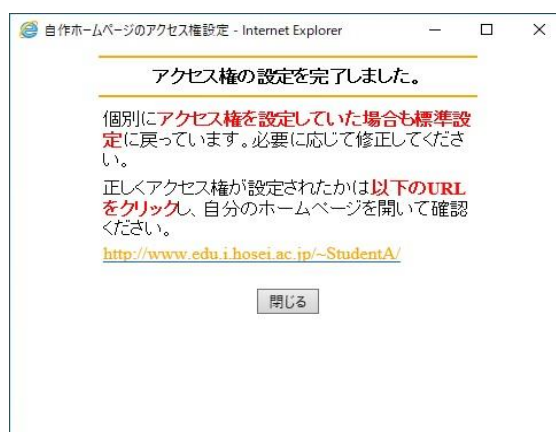 自作ホームページのアクセス権設定 - Internet Explorer
アクセス権の設定を完了しました。
個別にアクセス権を設定していた場合も標準設
定に戻っています。必要に応じて修正してくださ
い。
正しくアクセス権が設定されたかは以下のURL
をクリックし、自分のホームページを開いて確認
ください。
http://www.edu.i.hosei.ac.jp/~StudentA/
閉じる